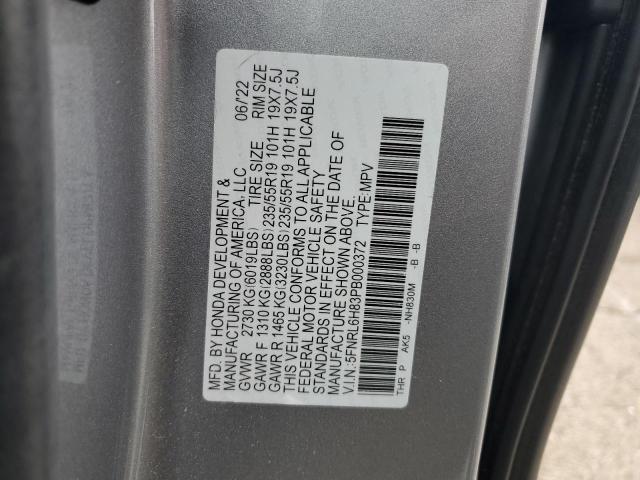 MFD. BY HONDA DEVELOPMENT &
MANUFACTURING OF AMERICA, LLC 06/'22
GVWR 2730 KG(6019LBS) TIRE SIZE RIM SIZE
GAWR F 1310 KG(2888LBS)235/55R19 101H 19X7.5J
GAWR R 1465 KG(3230LBS)235/55R19 101H 19X7.5J
THIS VEHICLE CONFORMS TO ALL APPLICABLE
FEDERAL MOTOR VEHICLE SAFETY
STANDARDS IN EFFECT ON THE DATE OF
MANUFACTURE SHOWN ABOVE.
V.I.N.:5FNRL6H83PB000372 TYPE:MPV
THR P AK5 -NH830M -B -B